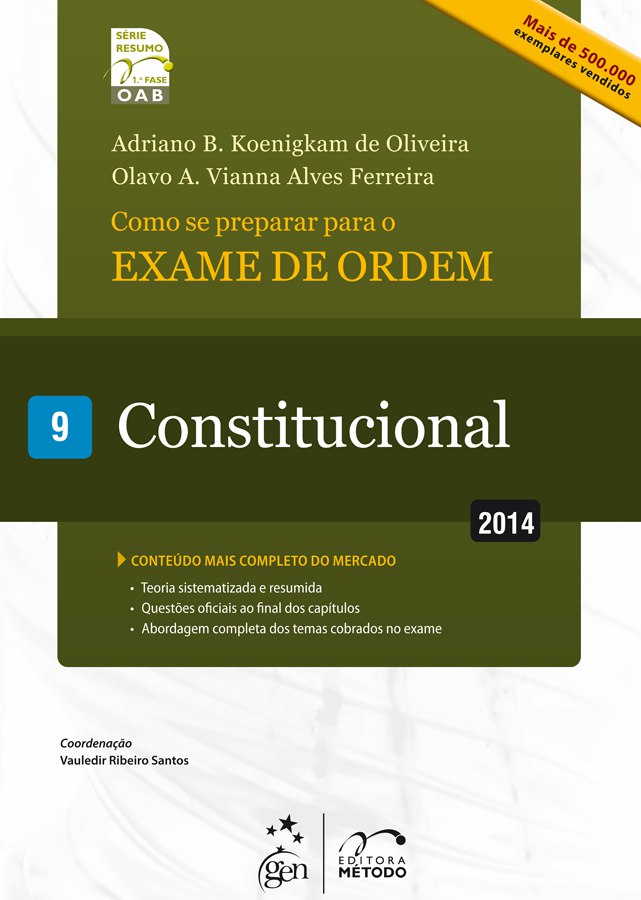 SÉRIE
RESUMO
1.ª FASE
OAB
Mais de 500.000
exemplares vendidos
Adriano B. Koenigkam de Oliveira
Olavo A. Vianna Alves Ferreira
Como se preparar para o
EXAME DE ORDEM
9
Constitucional
2014
CONTEÚDO MAIS COMPLETO DO MERCADO
• Teoria sistematizada e resumida
• Questões oficiais ao final dos capítulos
• Abordagem completa dos temas cobrados no exame
Coordenação
Vauledir Ribeiro Santos
gen
EDITORA
MÉTODO